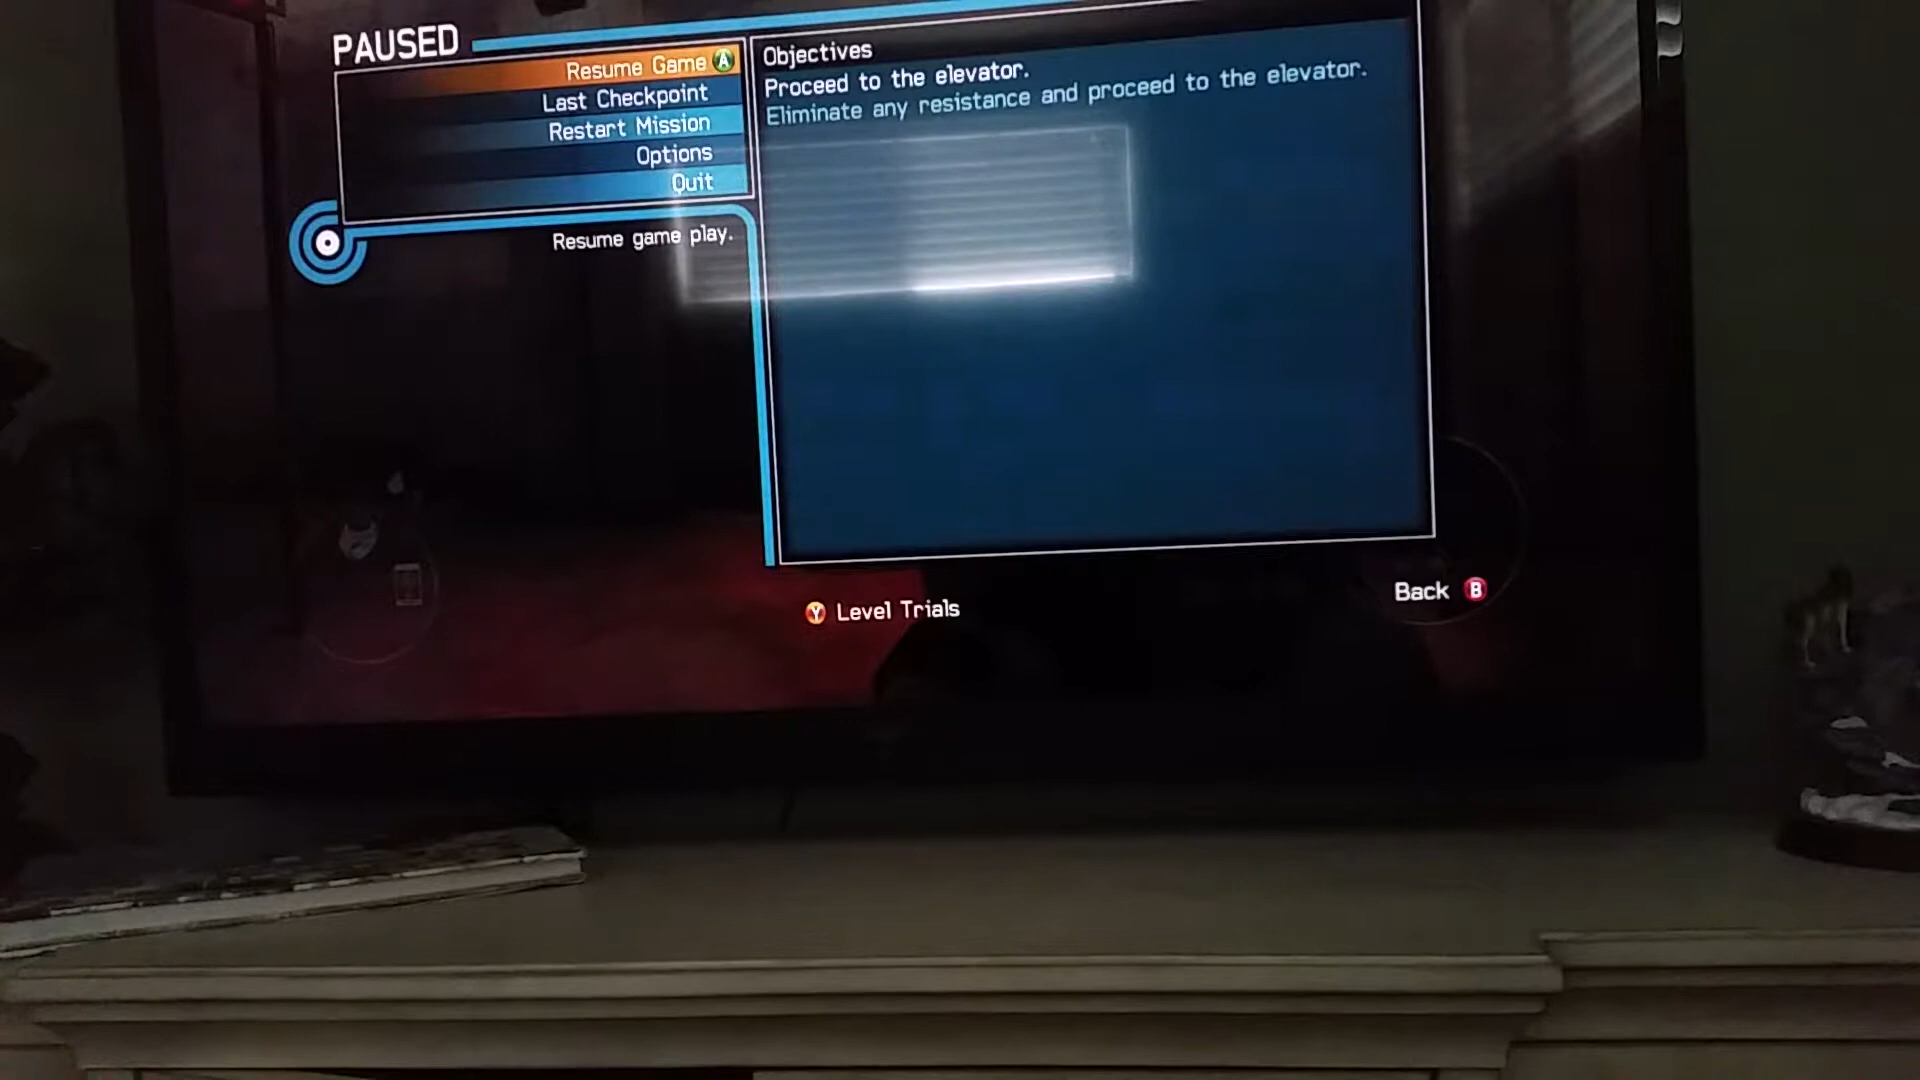 PAUSED
Resume Game A
Last Checkpoint
Restart Mission
Options
Quit
Resume game play.
Objectives
Proceed to the elevator.
Eliminate any resistance and proceed to the elevator.
Y Level Trials
Back B